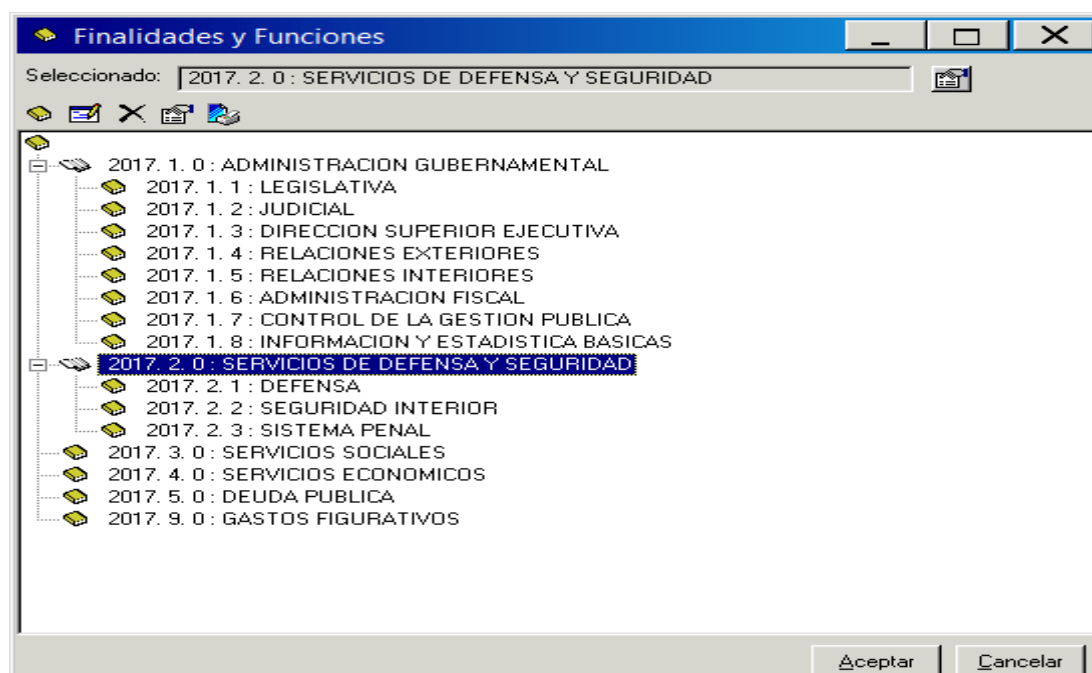 Finalidades y Funciones
Seleccionado: 2017. 2. 0 : SERVICIOS DE DEFENSA Y SEGURIDAD
2017. 1. 0 : ADMINISTRACION GUBERNAMENTAL
2017. 1. 1 : LEGISLATIVA
2017. 1. 2 : JUDICIAL
2017. 1. 3 : DIRECCION SUPERIOR EJECUTIVA
2017. 1. 4 : RELACIONES EXTERIORES
2017. 1. 5 : RELACIONES INTERIORES
2017. 1. 6 : ADMINISTRACION FISCAL
2017. 1. 7 : CONTROL DE LA GESTION PUBLICA
2017. 1. 8 : INFORMACION Y ESTADISTICA BASICAS
2017. 2. 0 : SERVICIOS DE DEFENSA Y SEGURIDAD
2017. 2. 1 : DEFENSA
2017. 2. 2 : SEGURIDAD INTERIOR
2017. 2. 3 : SISTEMA PENAL
2017. 3. 0 : SERVICIOS SOCIALES
2017. 4. 0 : SERVICIOS ECONOMICOS
2017. 5. 0 : DEUDA PUBLICA
2017. 9. 0 : GASTOS FIGURATIVOS
Aceptar Cancelar